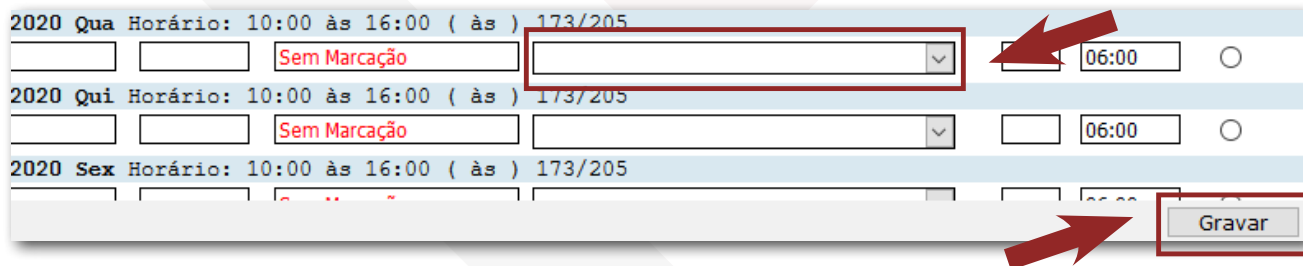 2020 Qua Horário: 10:00 às 16:00 ( às ) 173/205
Sem Marcação 06:00
2020 Qui Horário: 10:00 às 16:00 ( às ) 173/205
Sem Marcação 06:00
2020 Sex Horário: 10:00 às 16:00 ( às ) 173/205
Gravar